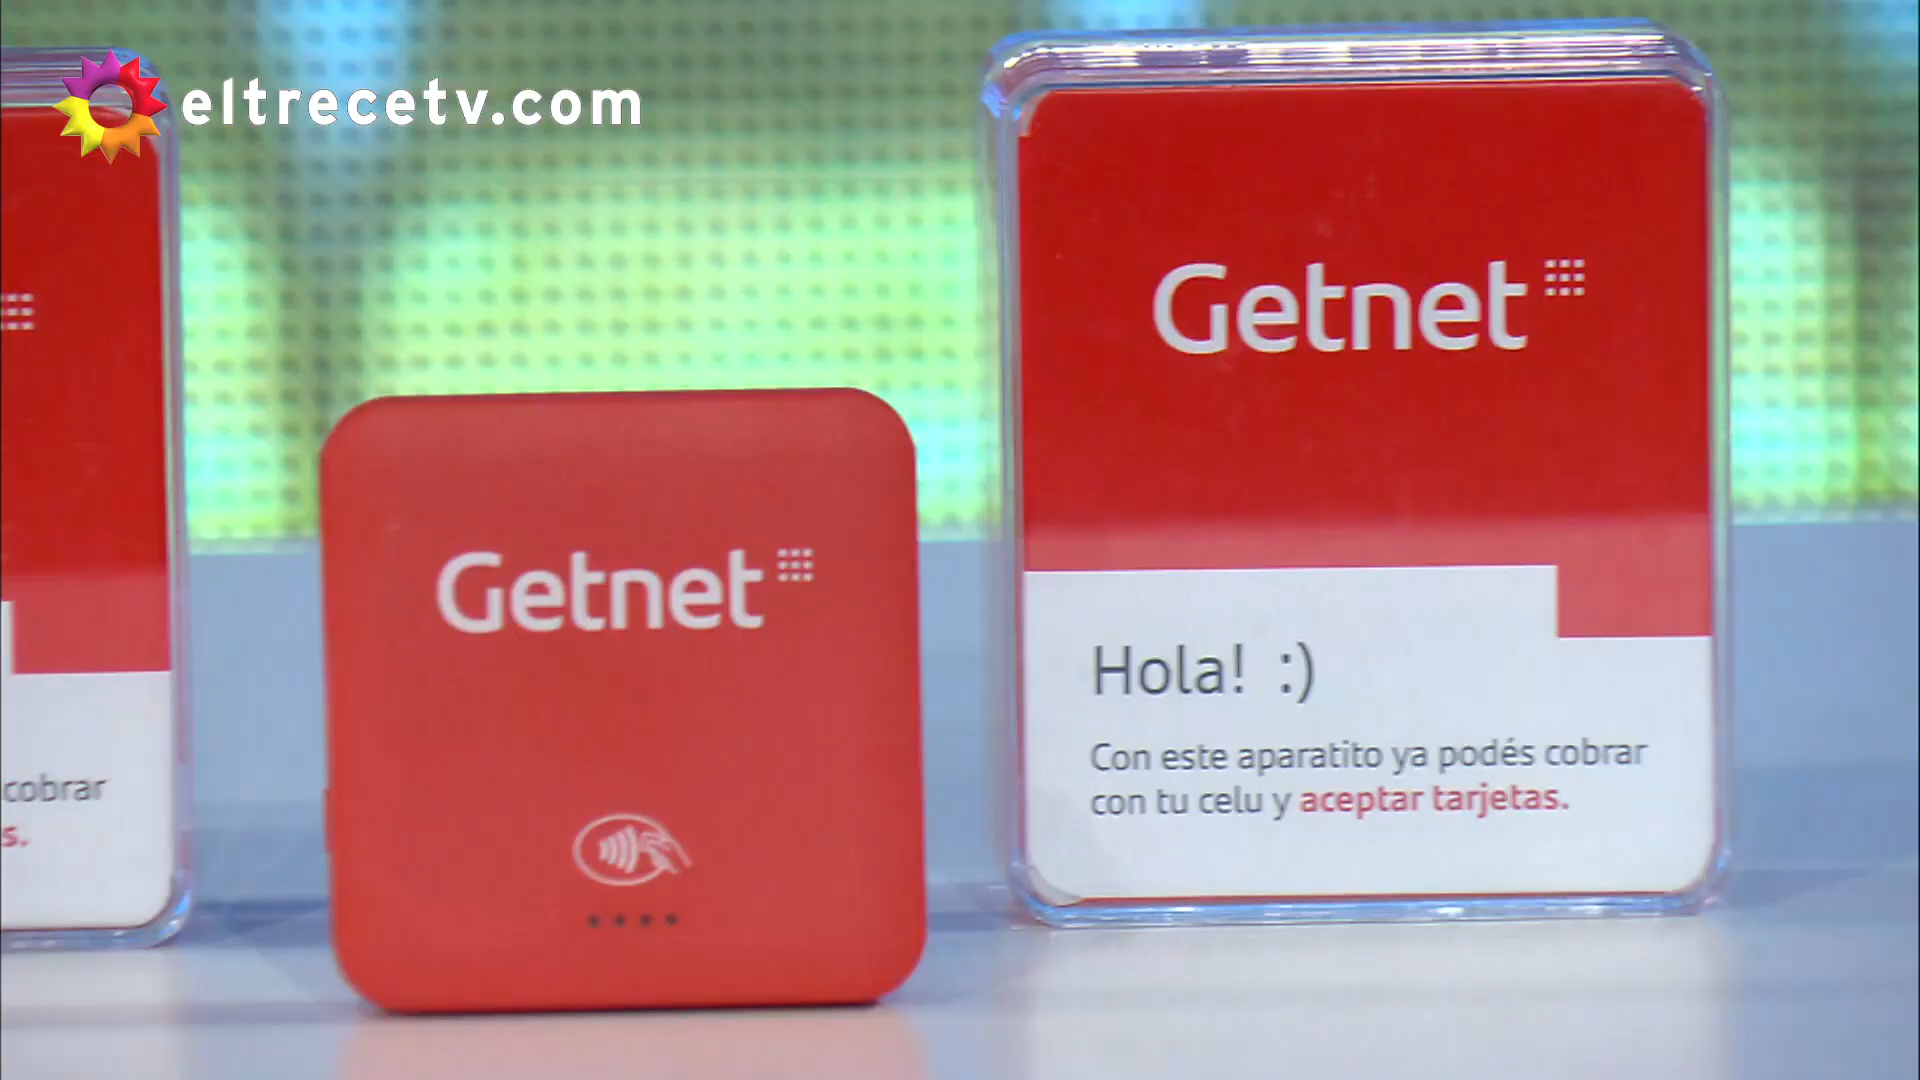 eltrecetv.com
Getnet
Hola! :)
Con este aparatito ya podés cobrar
con tu celu y aceptar tarjetas.
Getnet
cobrar
s.